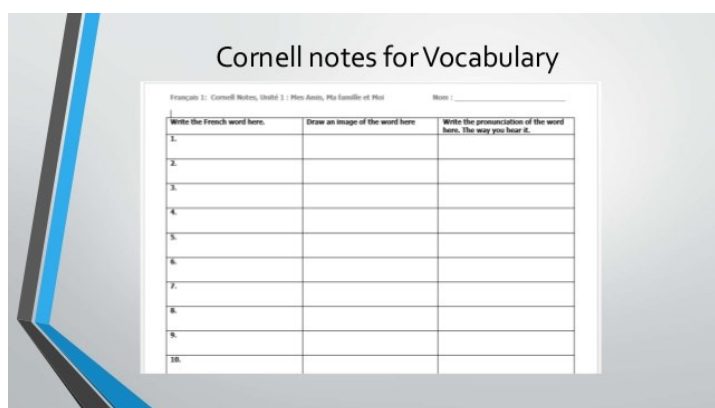 Cornell notes for Vocabulary
Français 1: Cornell Notes, Unité 1 : Mes Amis, Ma famille et Moi Nom :
Write the French word here. Draw an image of the word here Write the pronunciation of the word
here. The way you hear it.
1.
2.
3.
4.
5.
6.
7.
8.
9.
10.